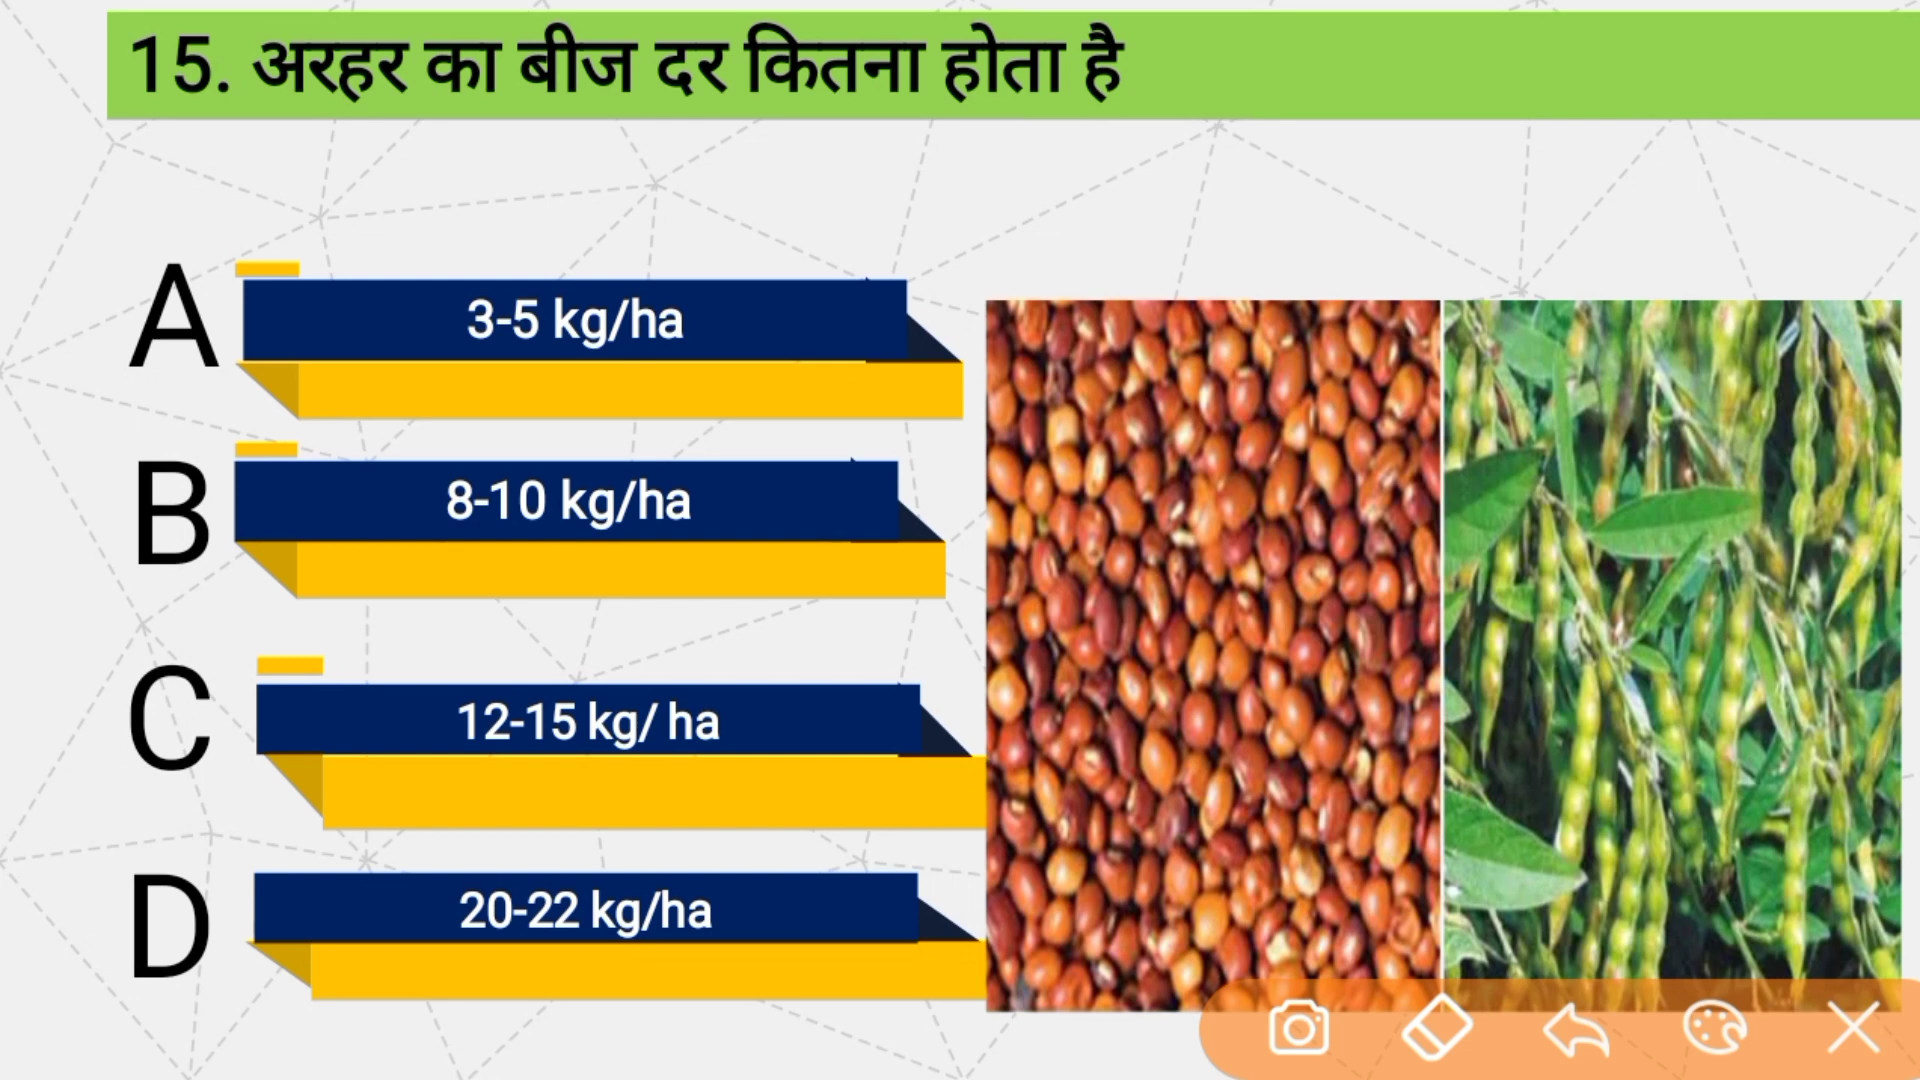 15. अरहर का बीज दर कितना होता है
A
3-5 kg/ha
B
8-10 kg/ha
C
12-15 kg/ ha
D
20-22 kg/ha